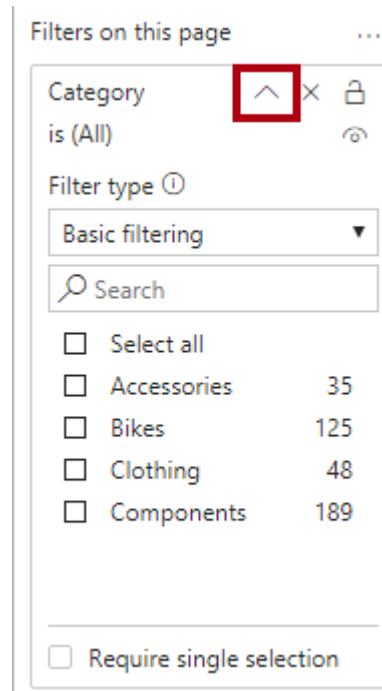 Filters on this page ...
Category
is (All)
Filter type
Basic filtering
Search
Select all
Accessories 35
Bikes 125
Clothing 48
Components 189
Require single selection